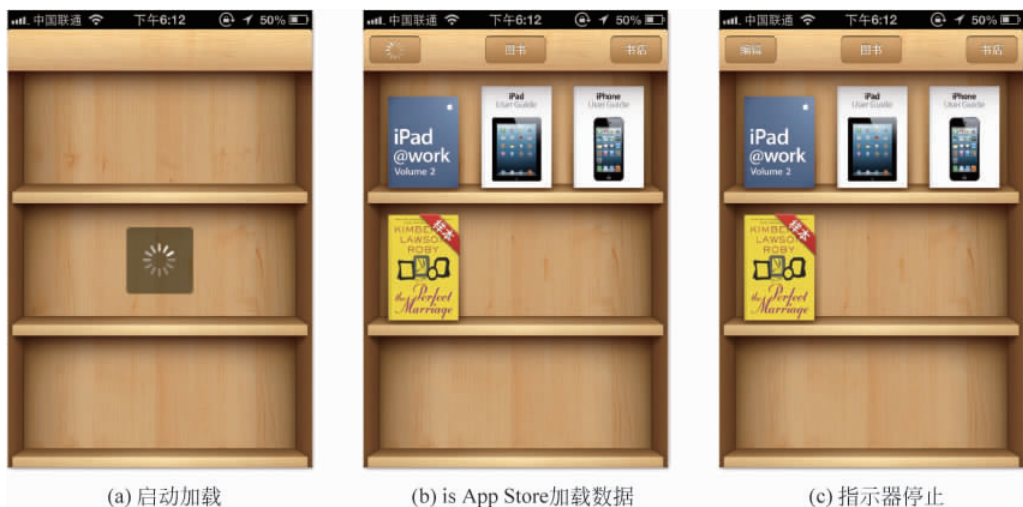 中国联通 下午6:12 50%
中国联通 下午6:12 50%
中国联通 下午6:12 50%
图书 书店
编辑 图书 书店
iPad
@work
Volume 2
iPad
User Guide
iPhone
User Guide
iPad
@work
Volume 2
iPad
User Guide
iPhone
User Guide
样本
KIMBE
LAWSO
ROBY
the Perfect
Marriage
样本
KIMBE
LAWSO
ROBY
the Perfect
Marriage
(a) 启动加载
(b) is App Store加载数据
(c) 指示器停止